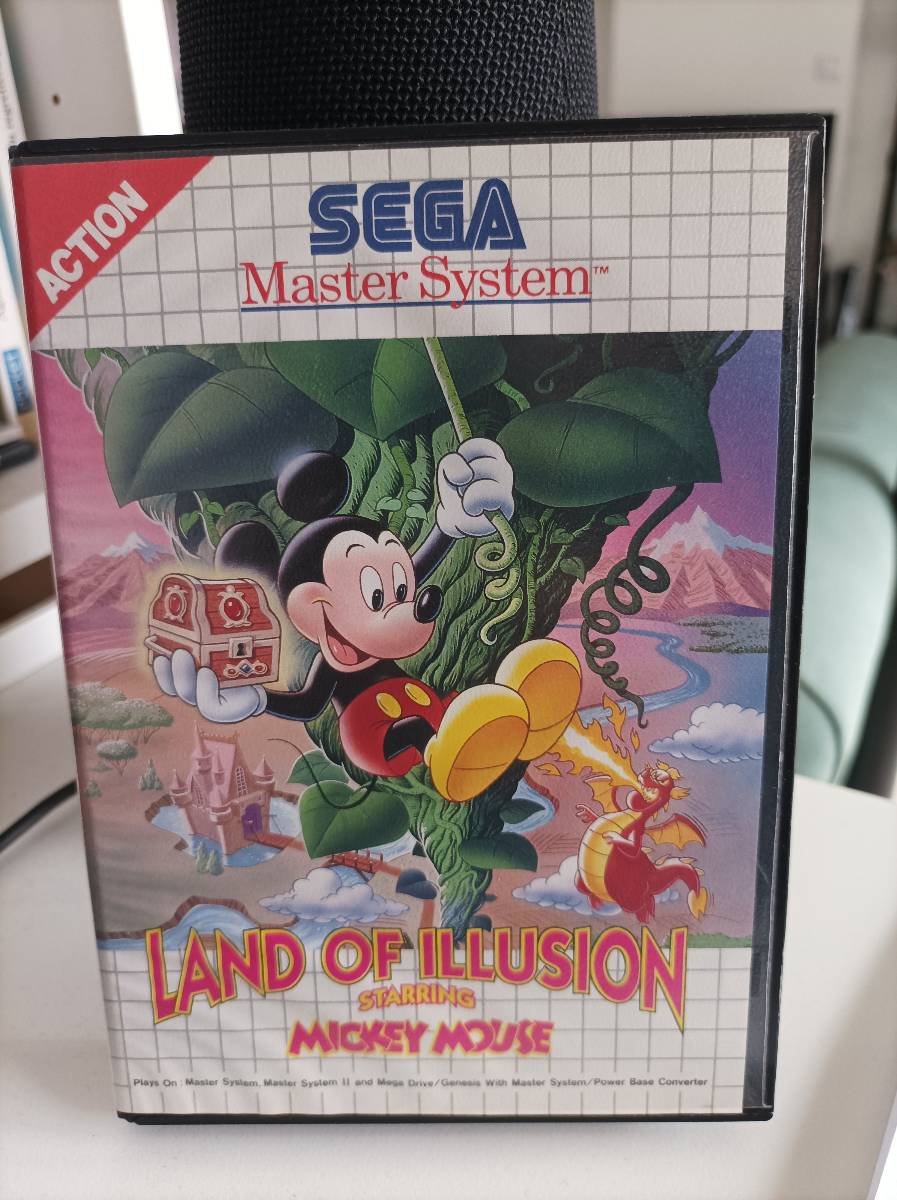 ACTION
SEGA
Master System™
LAND OF ILLUSION
STARRING
MICKEY MOUSE
Plays On : Master System, Master System II and Mega Drive/Genesis With Master System/Power Base Converter